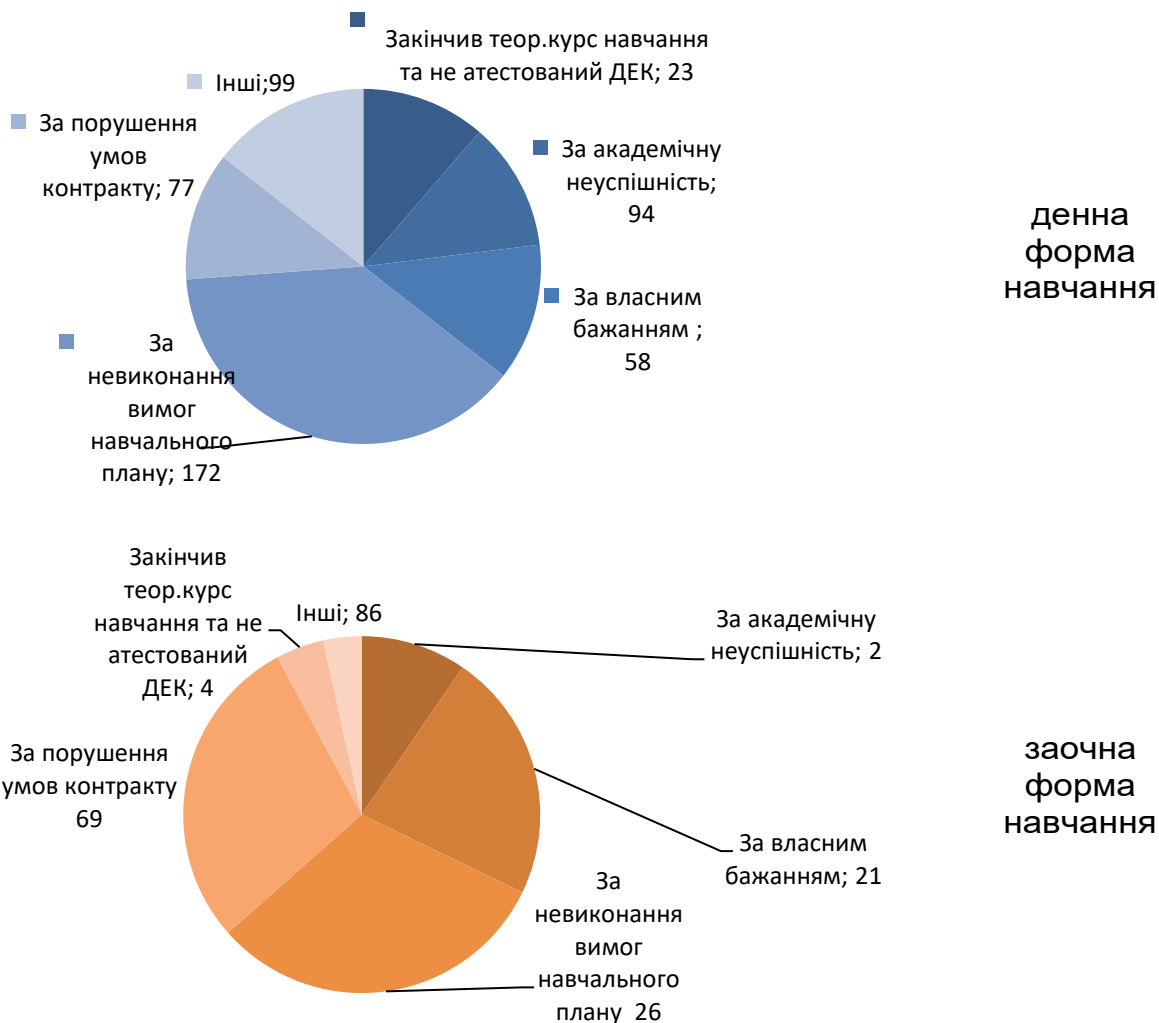 Закінчив теор.курс навчання
та не атестований ДЕК; 23
Інші;99
За порушення
умов
контракту; 77
За академічну
неуспішність;
94
За власним
бажанням ;
58
За
невиконання
вимог
навчального
плану; 172
денна
форма
навчання
Закінчив
теор.курс
навчання та не
атестований
ДЕК; 4
Інші; 86
За академічну
неуспішність; 2
За порушення
умов контракту
69
За власним
бажанням; 21
За
невиконання
вимог
навчального
плану 26
заочна
форма
навчання